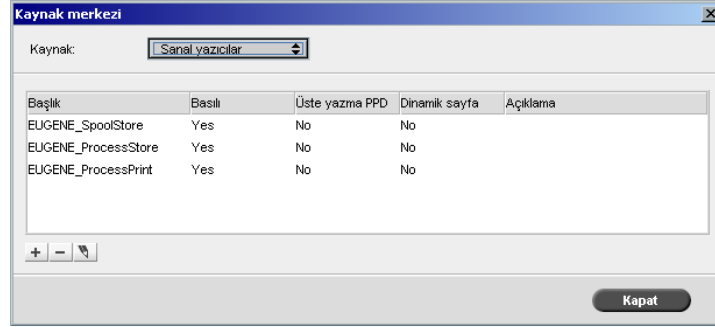 Kaynak merkezi
Kaynak: Sanal yazıcılar
Başlık Basılı Üste yazma PPD Dinamik sayfa Açıklama
EUGENE_SpoolStore Yes No No
EUGENE_ProcessStore Yes No No
EUGENE_ProcessPrint Yes No No
Kapat